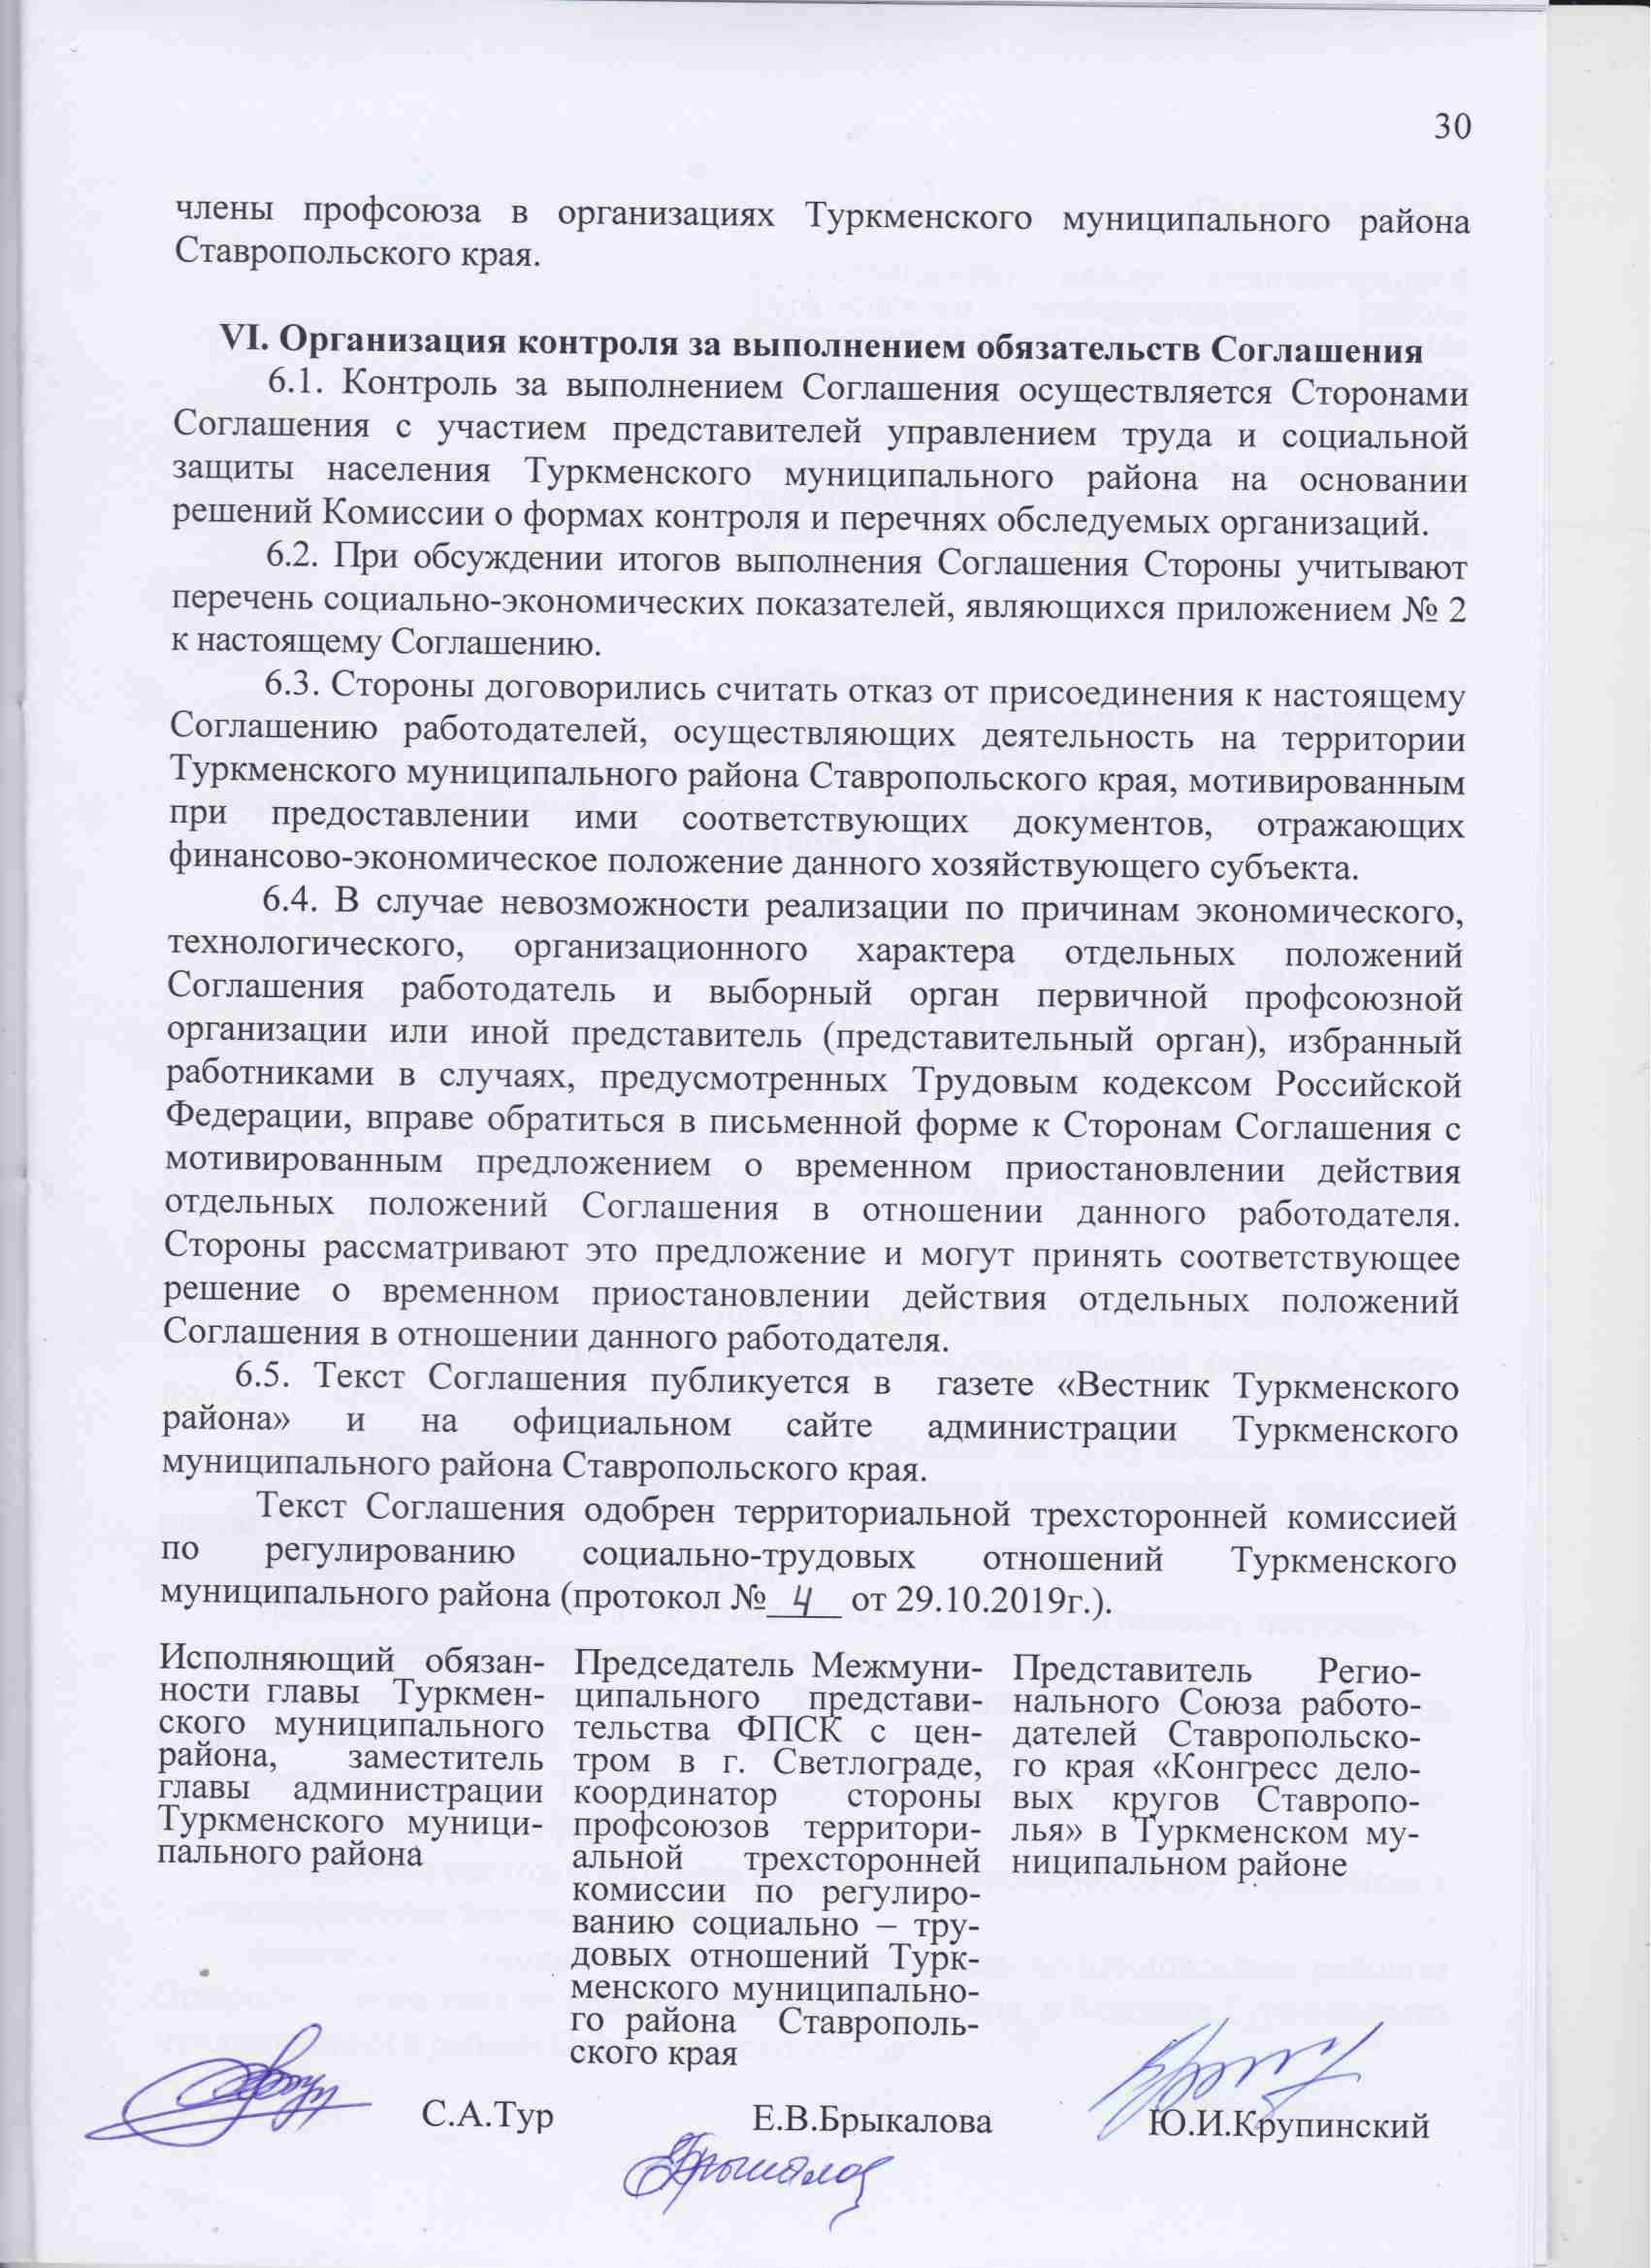 30
члены профсоюза в организациях Туркменского муниципального района
Ставропольского края.
VI. Организация контроля за выполнением обязательств Соглашения
6.1. Контроль за выполнением Соглашения осуществляется Сторонами
Соглашения с участием представителей управлением труда и социальной
защиты населения Туркменского муниципального района на основании
решений Комиссии о формах контроля и перечнях обследуемых организаций.
6.2. При обсуждении итогов выполнения Соглашения Стороны учитывают
перечень социально-экономических показателей, являющихся приложением № 2
к настоящему Соглашению.
6.3. Стороны договорились считать отказ от присоединения к настоящему
Соглашению работодателей, осуществляющих деятельность на территории
Туркменского муниципального района Ставропольского края, мотивированным
при предоставлении ими соответствующих документов, отражающих
финансово-экономическое положение данного хозяйствующего субъекта.
6.4. В случае невозможности реализации по причинам экономического,
технологического, организационного характера отдельных положений
Соглашения работодатель и выборный орган первичной профсоюзной
организации или иной представитель (представительный орган), избранный
работниками в случаях, предусмотренных Трудовым кодексом Российской
Федерации, вправе обратиться в письменной форме к Сторонам Соглашения с
мотивированным предложением о временном приостановлении действия
отдельных положений Соглашения в отношении данного работодателя.
Стороны рассматривают это предложение и могут принять соответствующее
решение о временном приостановлении действия отдельных положений
Соглашения в отношении данного работодателя.
6.5. Текст Соглашения публикуется в газете «Вестник Туркменского
района» и на официальном сайте администрации Туркменского
муниципального района Ставропольского края.
Текст Соглашения одобрен территориальной трехсторонней комиссией
по регулированию социально-трудовых отношений Туркменского
муниципального района (протокол № 4 от 29.10.2019г.).
Исполняющий обязан-
ности главы Туркмен-
ского муниципального
района, заместитель
главы администрации
Туркменского муници-
пального района
Председатель Межмуни-
ципального представи-
тельства ФПСК с цен-
тром в г. Светлограде,
координатор стороны
профсоюзов территори-
альной трехсторонней
комиссии по регулиро-
ванию социально – тру-
довых отношений Турк-
менского муниципально-
го района Ставрополь-
ского края
Представитель Регио-
нального Союза работо-
дателей Ставропольско-
го края «Конгресс дело-
вых кругов Ставропо-
лья» в Туркменском му-
ниципальном районе
С.А.Тур
Е.В.Брыкалова
Ю.И.Крупинский